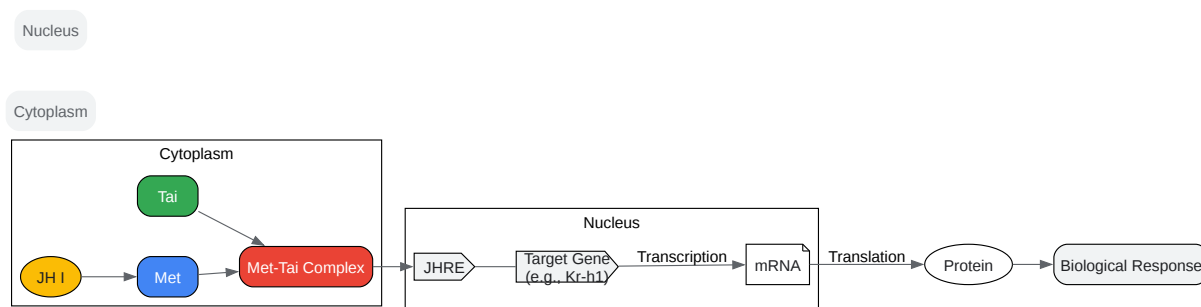 Nucleus
Cytoplasm
Cytoplasm
Tai
JH I
Met
Met-Tai Complex
Nucleus
JHRE
Target Gene
(e.g., Kr-h1)
Transcription
mRNA
Translation
Protein
Biological Response